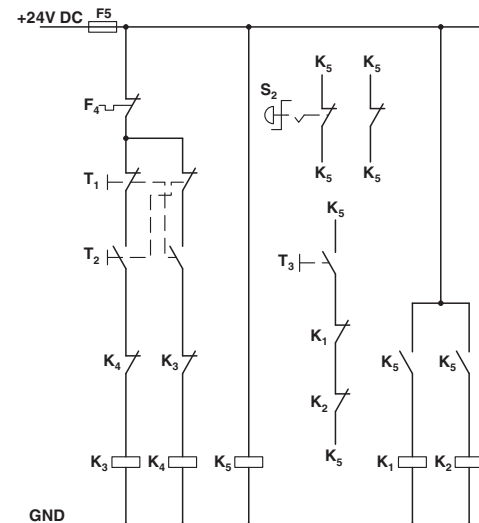 +24V DC F5
K5 K5
S2
F4
K5 K5
T1
K5
T2 T3
K1
K4 K3 K5 K5
K2
K5
K3 K4 K5 K1 K2
GND